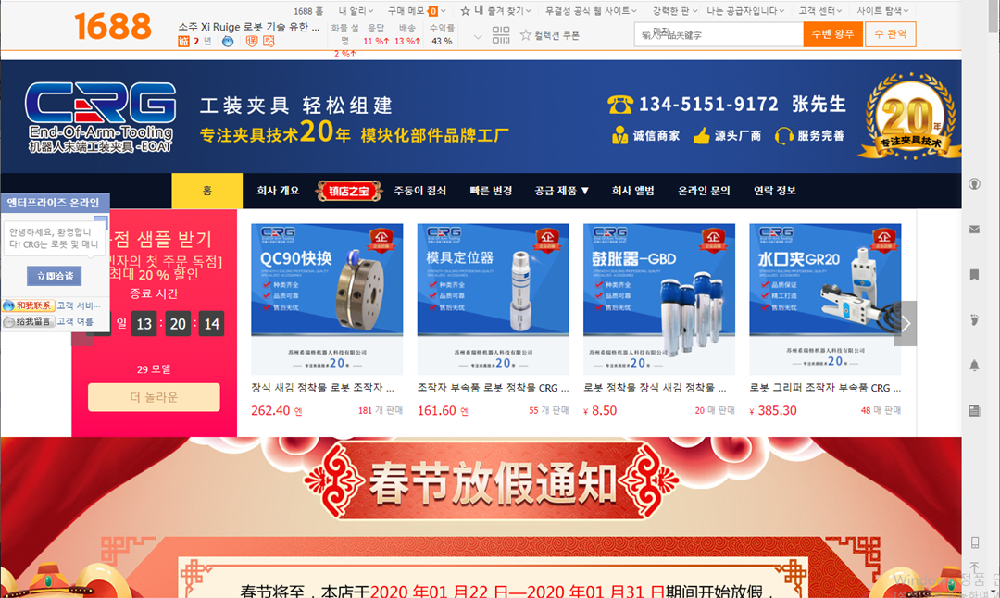 1688
1688 홈
내 알리
구매 메모 0
내 즐겨 찾기
무결성 공식 웹 사이트
강력한 판
나는 공급자입니다
고객 센터
사이트 탐색
소주 Xi Ruige 로봇 기술 유한 ...
2 년
화물 설명
2 %↑
응답
11 %↑
배송
13 %↑
수익률
43 %
컬렉션 쿠폰
输入产品关键字
수벤 왕푸
수 판역
CRG
End-Of-Arm-Tooling
机器人末端工装夹具 -EOAT
工装夹具 轻松组建
专注夹具技术20年 模块化部件品牌工厂
134-5151-9172 张先生
诚信商家
源头厂商
服务完善
20年
专注夹具技术
홈
회사 개요
镇店之宝
주둥이 죔쇠
빠른 변경
공급 제품 ▼
회사 앨범
온라인 문의
연락 정보
엔터프라이즈 온라인
안녕하세요, 환영합니
다! CRG는 로봇 및 매니
立即洽谈
和我联系 고객 서비...
给我留言 고객 여름
점 샘플 받기
자의 첫 주문 독점]
최대 20 % 할인
종료 시간
일 13 : 20 : 14
29 모델
더 놀라운
CRG
QC90快换
种类齐全
品质可靠
售后无忧
苏州希瑞格机器人科技有限公司
专注夹具技术20年
장식 새김 정착물 로봇 조작자 ...
262.40 엔
181 개 판매
CRG
模具定位器
种类齐全
品质可靠
售后无忧
苏州希瑞格机器人科技有限公司
专注夹具技术20年
조작자 부속품 로봇 정착물 CRG ...
161.60 엔
55 개 판매
CRG
鼓胀器-GBD
种类齐全
品质可靠
售后无忧
苏州希瑞格机器人科技有限公司
专注夹具技术20年
로봇 정착물 장식 새김 정착물 ...
¥ 8.50
20 매 판매
CRG
水口夹GR20
品质保证
精工打造
售后无忧
苏州希瑞格机器人科技有限公司
专注夹具技术20年
로봇 그리퍼 조작자 부속품 CRG ...
¥ 385.30
48 매 판매
春节放假通知
春节将至，本店于2020 年01 月22 日—2020 年01 月31 日期间开始放假，
Windows 정품 인